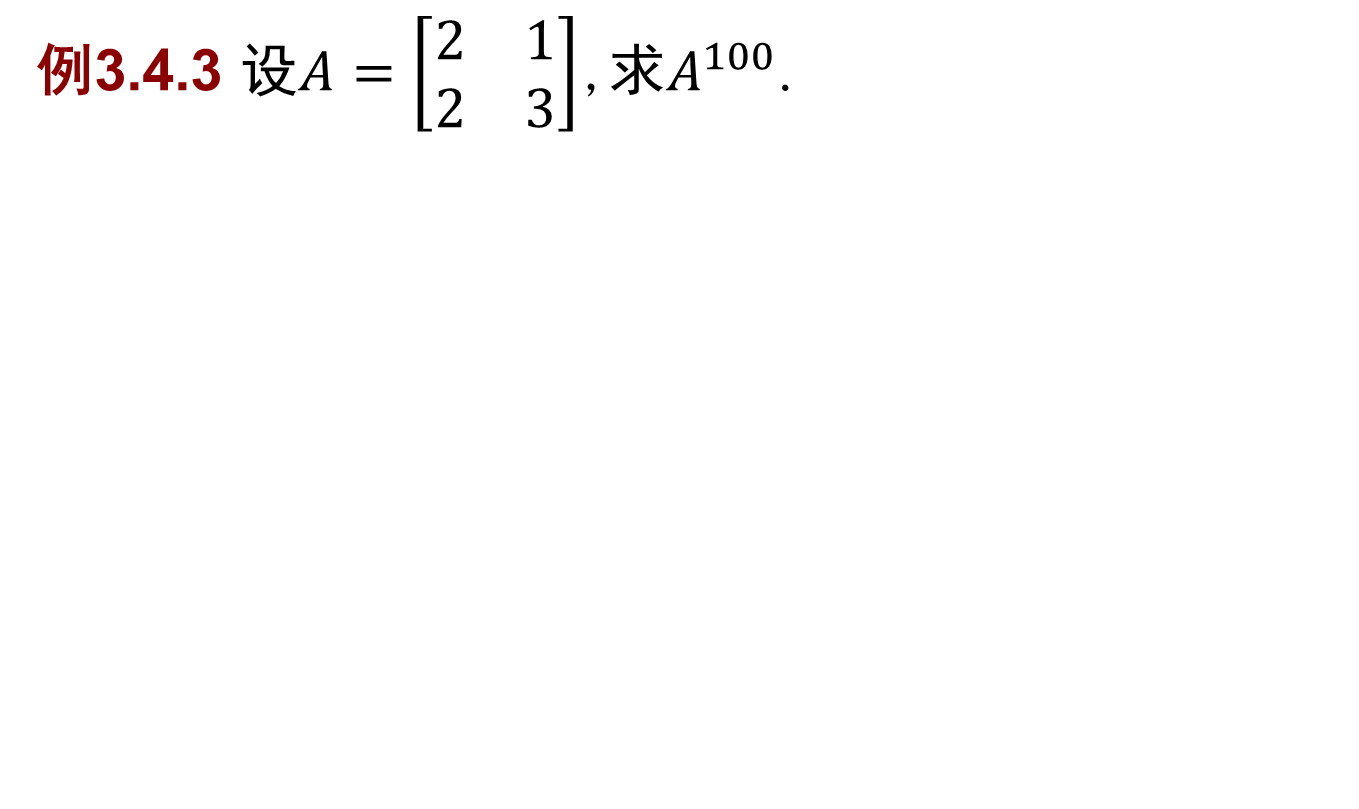 例3.4.3 设A = [2 1; 2 3], 求A^100.